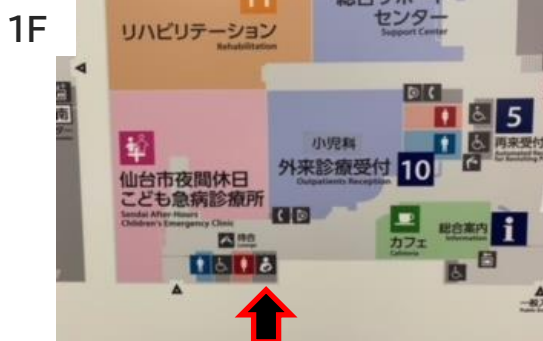 1F
リハビリテーション
Rehabilitation
センター
Support Center
南
小児科
外来診療受付
Outpatients Reception
10
5
再来受付
仙台市夜間休日
こども急病診療所
Sendai After-Hours
Children's Emergency Clinic
待合
Lounge
カフェ
Cafeteria
総合案内
Information
i